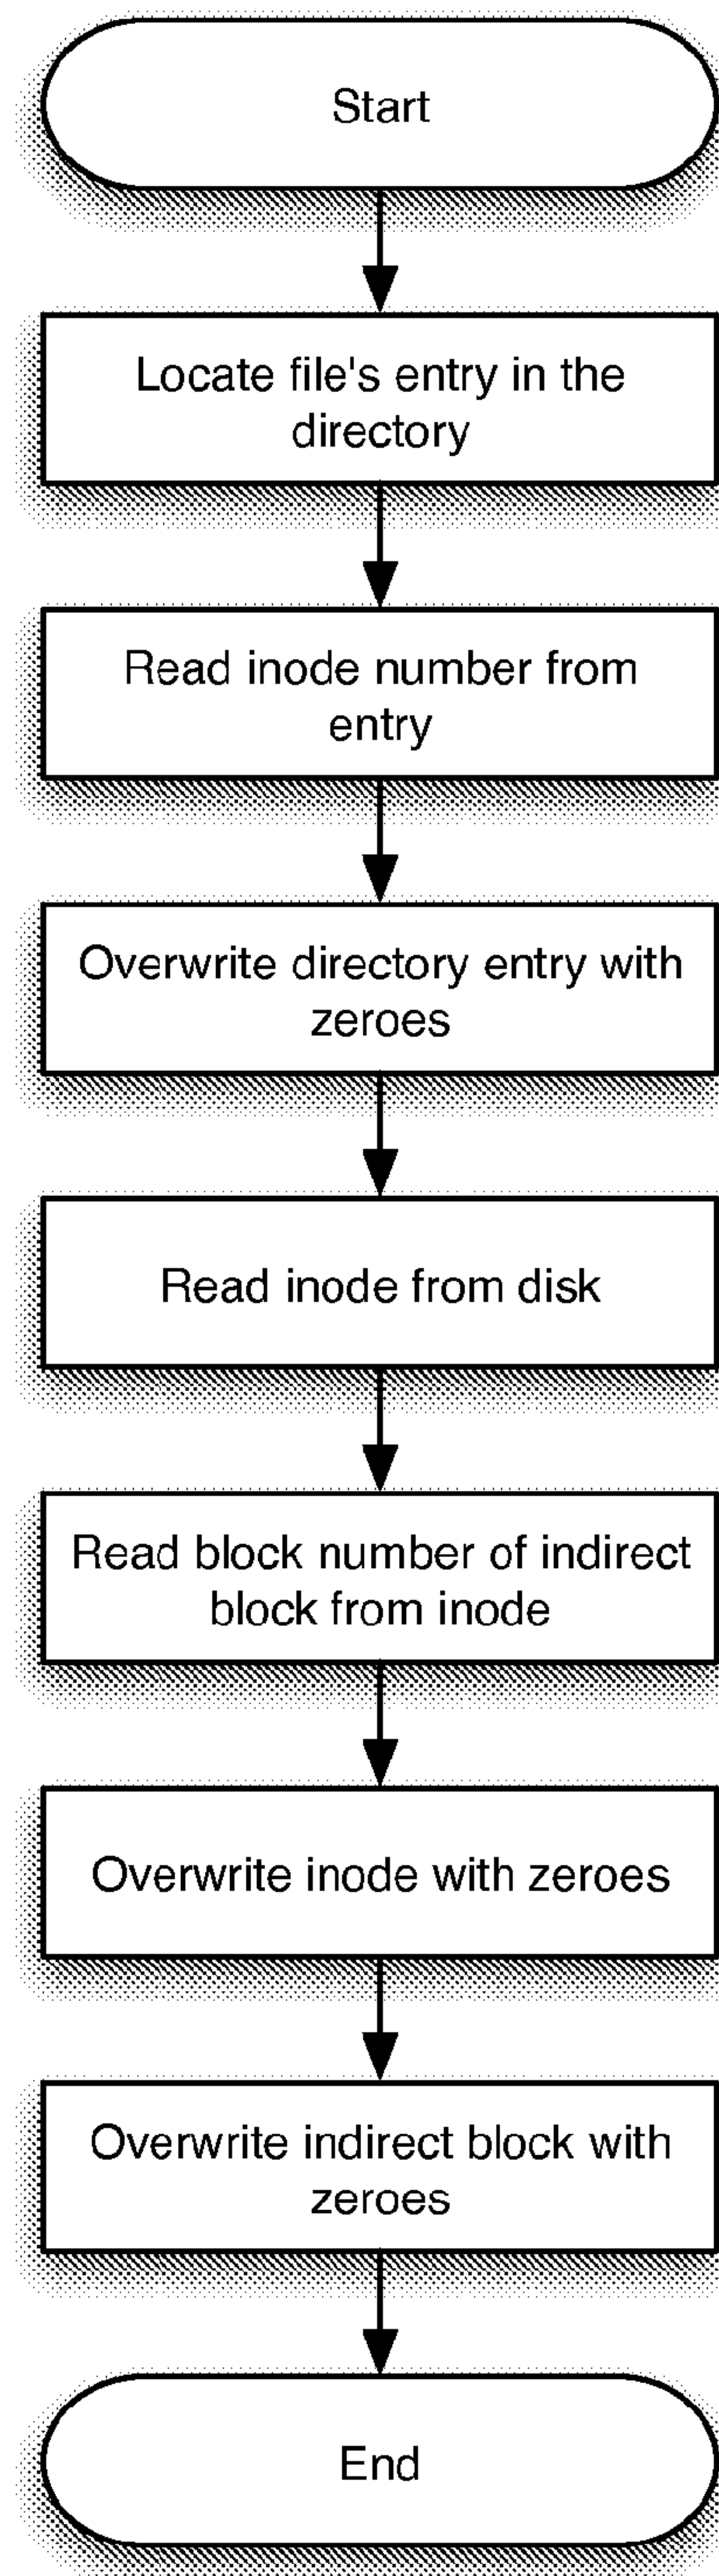 Start
Locate file's entry in the
directory
Read inode number from
entry
Overwrite directory entry with
zeroes
Read inode from disk
Read block number of indirect
block from inode
Overwrite inode with zeroes
Overwrite indirect block with
zeroes
End